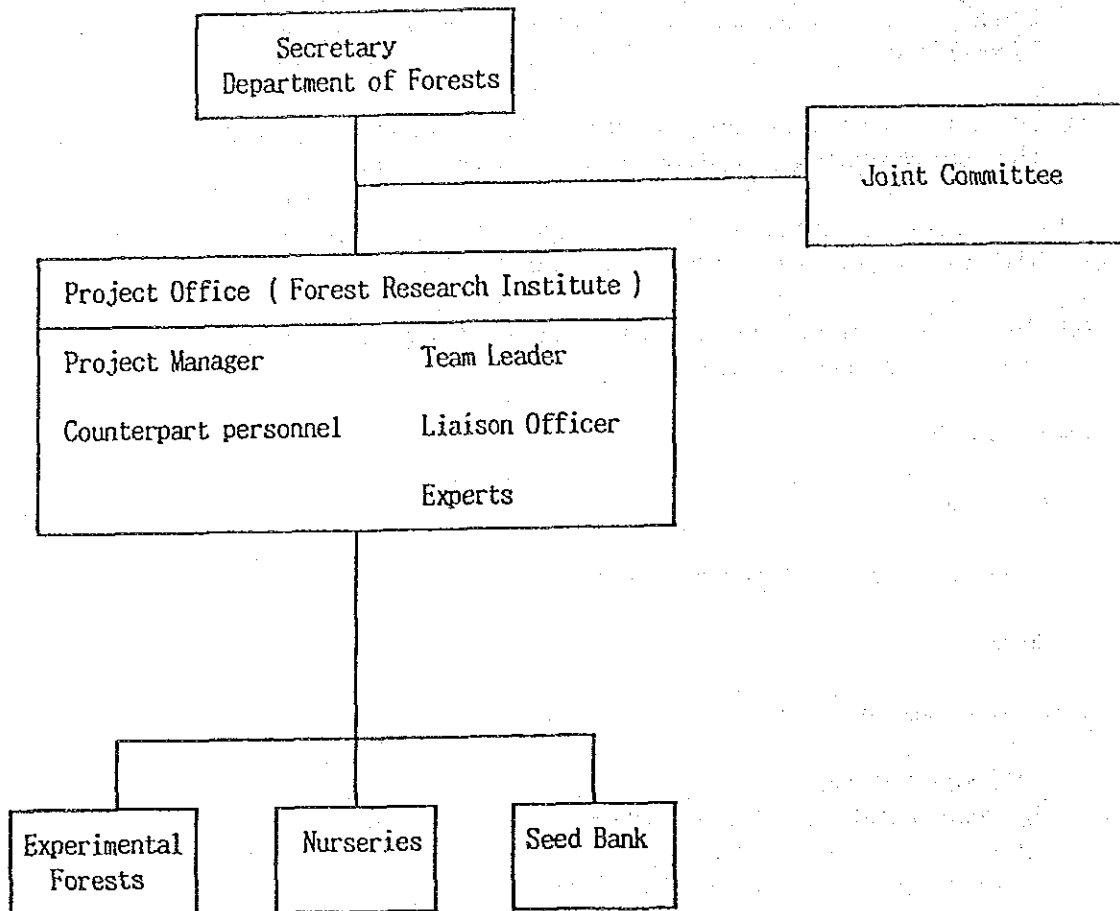 Secretary
Department of Forests
Joint Committee
Project Office ( Forest Research Institute )
Project Manager
Team Leader
Counterpart personnel
Liaison Officer
Experts
Experimental
Forests
Nurseries
Seed Bank